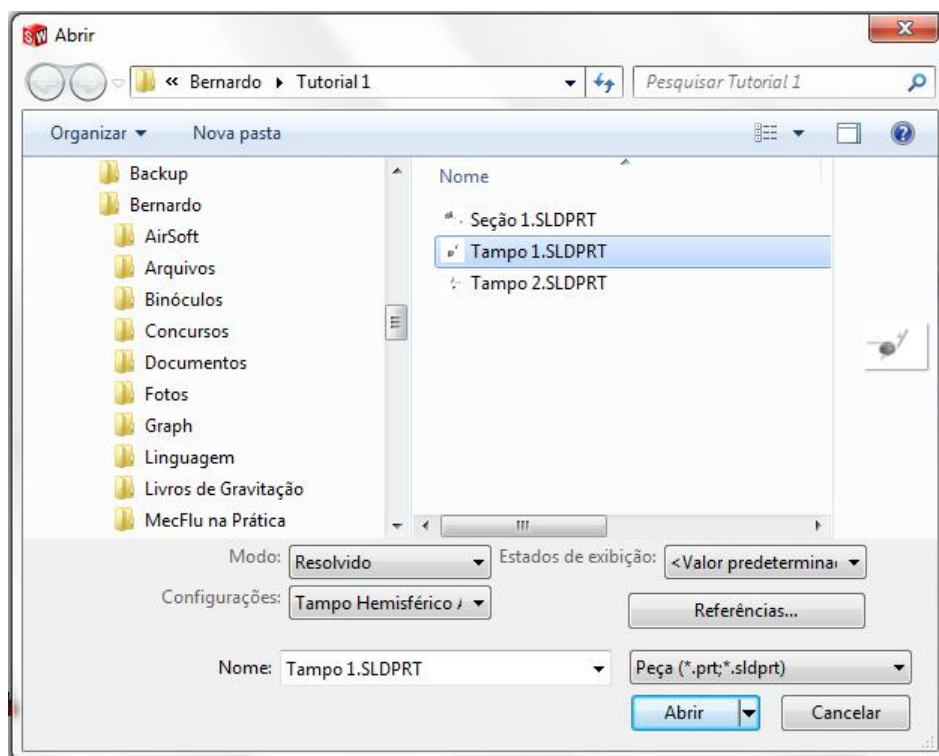 SW Abrir
« Bernardo Tutorial 1
Pesquisar Tutorial 1
Organizar
Nova pasta
Backup
Bernardo
AirSoft
Arquivos
Binóculos
Concursos
Documentos
Fotos
Graph
Linguagem
Livros de Gravitação
MecFlu na Prática
Nome
Seção 1.SLDPRT
Tampo 1.SLDPRT
Tampo 2.SLDPRT
Modo: Resolvido
Estados de exibição: <Valor predetermina
Configurações: Tampo Hemisférico
Referências...
Nome: Tampo 1.SLDPRT
Peça (*.prt;*.sldprt)
Abrir
Cancelar